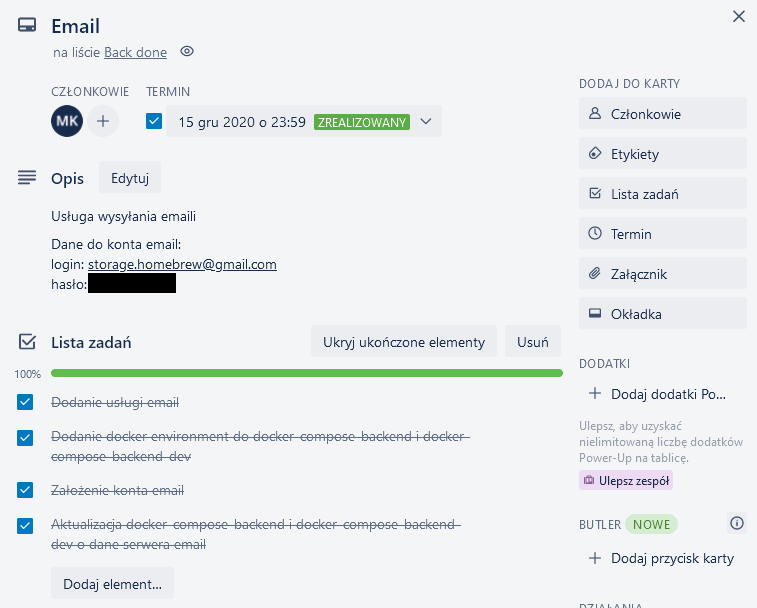 Email
na liście Back done
CZŁONKOWIE
TERMIN
MK
15 gru 2020 o 23:59 ZREALIZOWANY
Opis
Edytuj
Usługa wysyłania emaili
Dane do konta email:
login: storage.homebrew@gmail.com
hasło:
Lista zadań
Ukryj ukończone elementy
Usuń
100%
Dodanie usługi email
Dodanie docker environment do docker-compose-backend i docker-
compose-backend-dev
Założenie konta email
Aktualizacja docker-compose-backend i docker-compose-backend-
dev o dane serwera email
Dodaj element...
DODAJ DO KARTY
Członkowie
Etykiety
Lista zadań
Termin
Załącznik
Okładka
DODATKI
Dodaj dodatki Po...
Ulepsz, aby uzyskać
nielimitowaną liczbę dodatków
Power-Up na tablicę.
Ulepsz zespół
BUTLER NOWE
Dodaj przycisk karty
DZIAŁANIA